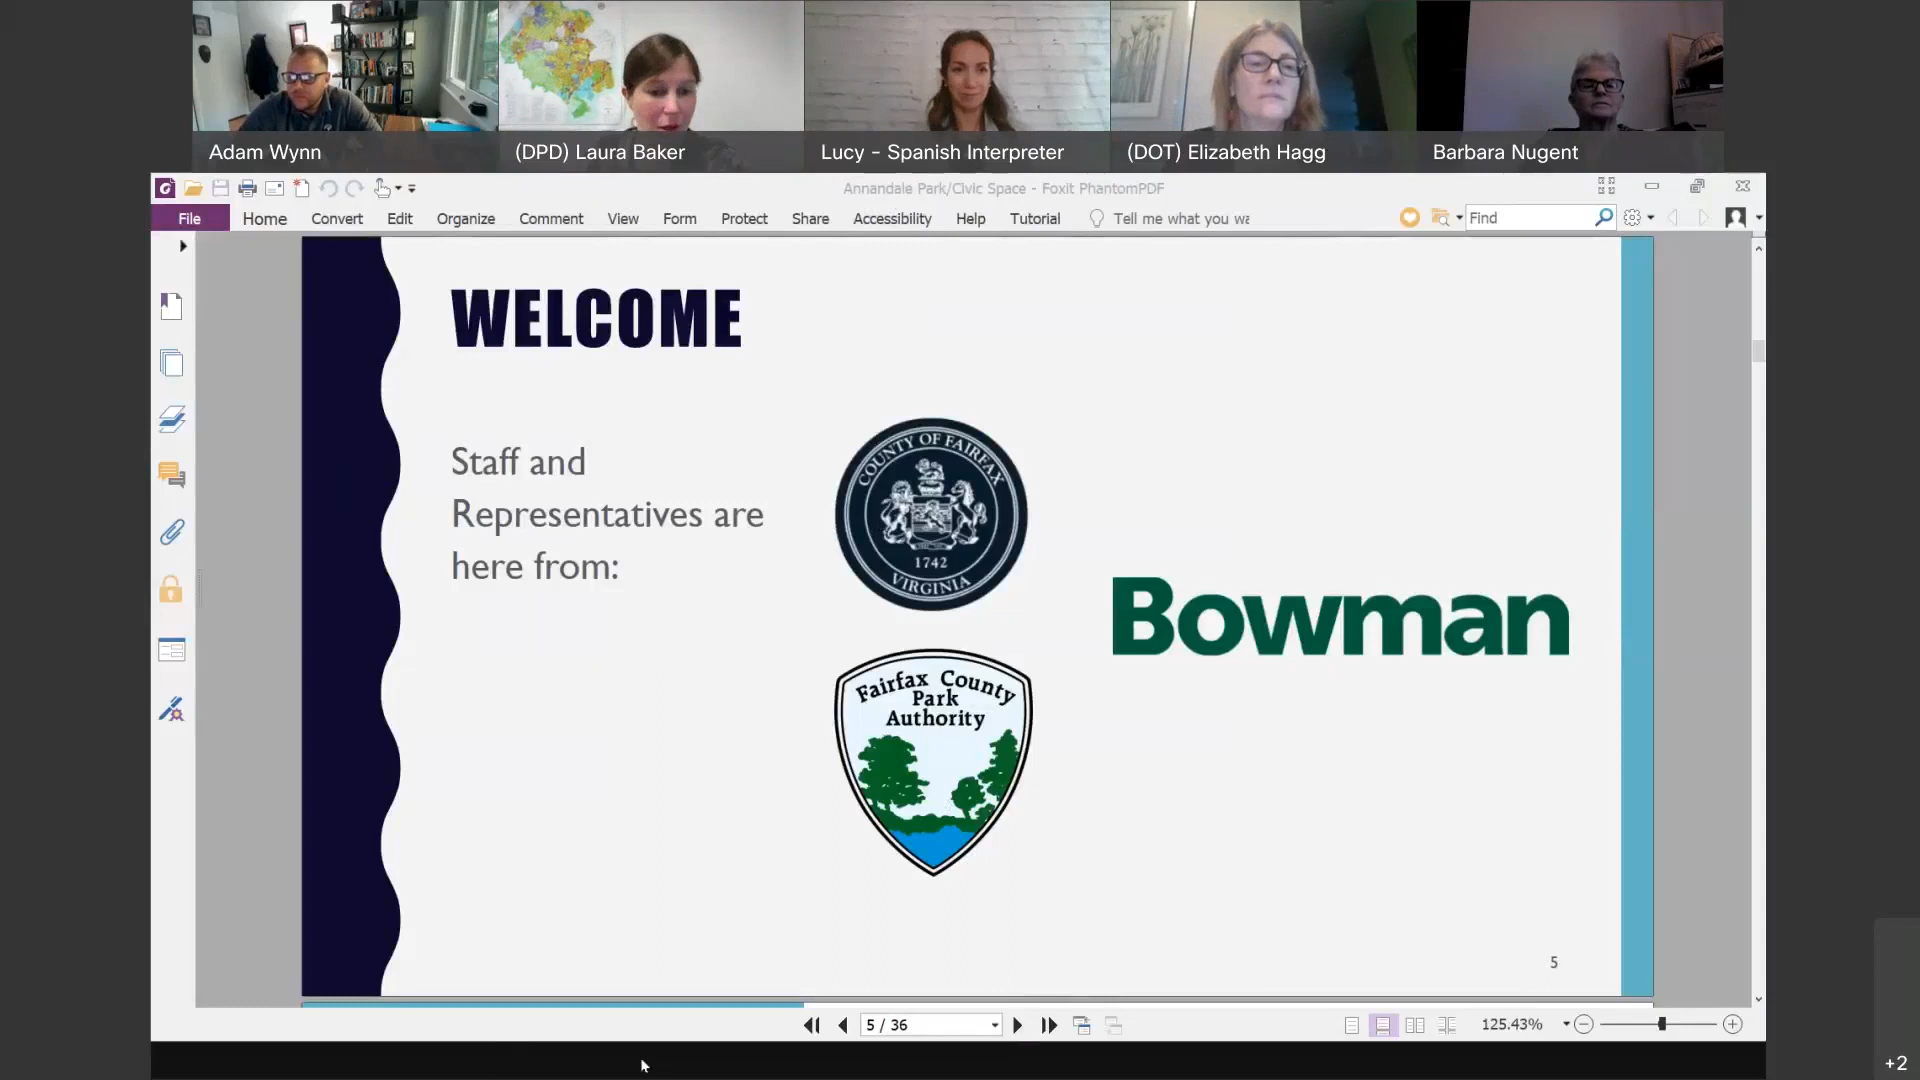 Adam Wynn
(DPD) Laura Baker
Lucy - Spanish Interpreter
(DOT) Elizabeth Hagg
Barbara Nugent
Annandale Park/Civic Space - Foxit PhantomPDF
File Home Convert Edit Organize Comment View Form Protect Share Accessibility Help Tutorial Tell me what you wa Find
WELCOME
Staff and
Representatives are
here from:
COUNTY OF FAIRFAX
1742
VIRGINIA
Bowman
Fairfax County
Park
Authority
5
5 / 36
125.43%
+2